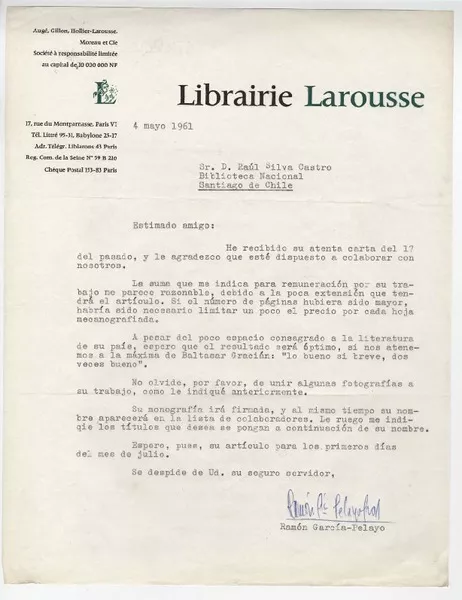 Augé, Gillon, Hollier-Larousse,
Moreau et Cie
Société à responsabilité limitée
au capital de 10 030 000 NF
Librairie Larousse
17, rue du Montparnasse, Paris VI
Tél. Littré 95-31, Babylone 23-17
Adr. Télégr. Liblarous 43 Paris
Reg. Com. de la Seine N° 59 B 210
Chèque Postal 153-83 Paris
4 mayo 1961
Sr. D. Raúl Silva Castro
Biblioteca Nacional
Santiago de Chile
Estimado amigo:
He recibido su atenta carta del 17
del pasado, y le agradezco que esté dispuesto a colaborar con
nosotros.
La suma que me indica para remuneración por su tra-
bajo me parece razonable, debido a la poca extensión que ten-
drá el artículo. Si el número de páginas hubiera sido mayor,
habría sido necesario limitar un poco el precio por cada hoja
mecanografiada.
A pesar del poco espacio consagrado a la literatura
de su país, espero que el resultado será óptimo, si nos atene-
mos a la máxima de Baltasar Gracián: "lo bueno si breve, dos
veces bueno".
No olvide, por favor, de unir algunas fotografías a
su trabajo, como le indiqué anteriormente.
Su monografía irá firmada, y al mismo tiempo su nom-
bre aparecerá en la lista de colaboradores. Le ruego me indi-
que los títulos que desea se pongan a continuación de su nombre.
Espero, pues, su artículo para los primeros días
del mes de julio.
Se despide de Ud. su seguro servidor,
Ramón García-Pelayo